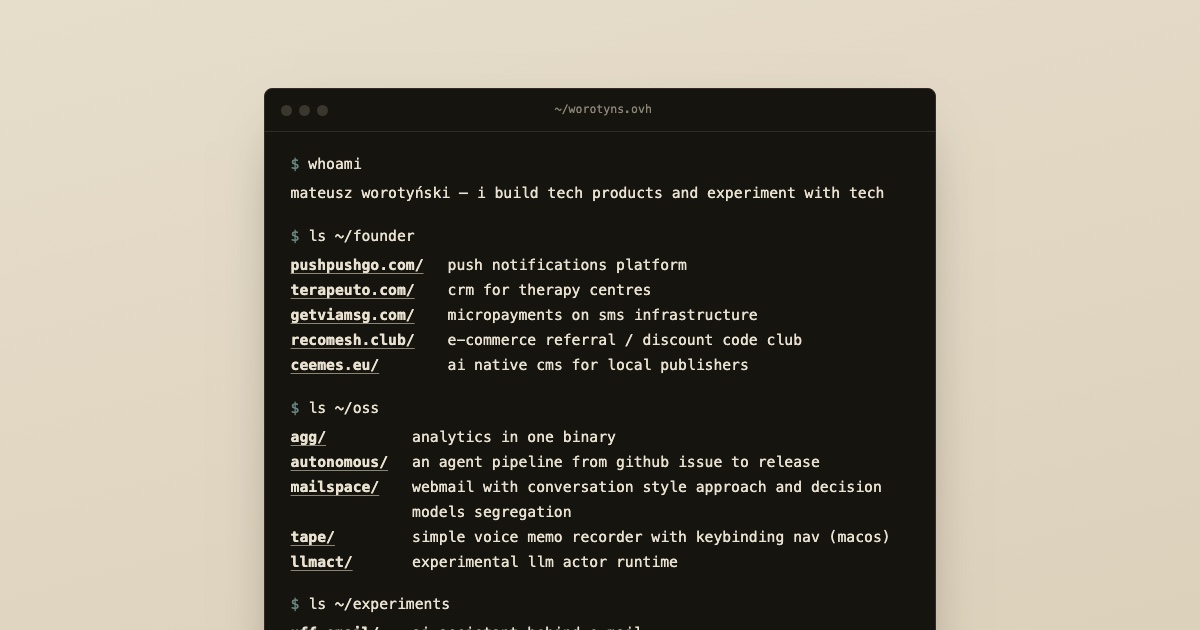 ~/worotyns.ovh
$ whoami
mateusz worotyński — i build tech products and experiment with tech
$ ls ~/founder
pushpushgo.com/ push notifications platform
terapeuto.com/ crm for therapy centres
getviamsg.com/ micropayments on sms infrastructure
recomesh.club/ e-commerce referral / discount code club
ceemes.eu/ ai native cms for local publishers
$ ls ~/oss
agg/ analytics in one binary
autonomous/ an agent pipeline from github issue to release
mailspace/ webmail with conversation style approach and decision
models segregation
tape/ simple voice memo recorder with keybinding nav (macos)
llmact/ experimental llm actor runtime
$ ls ~/experiments